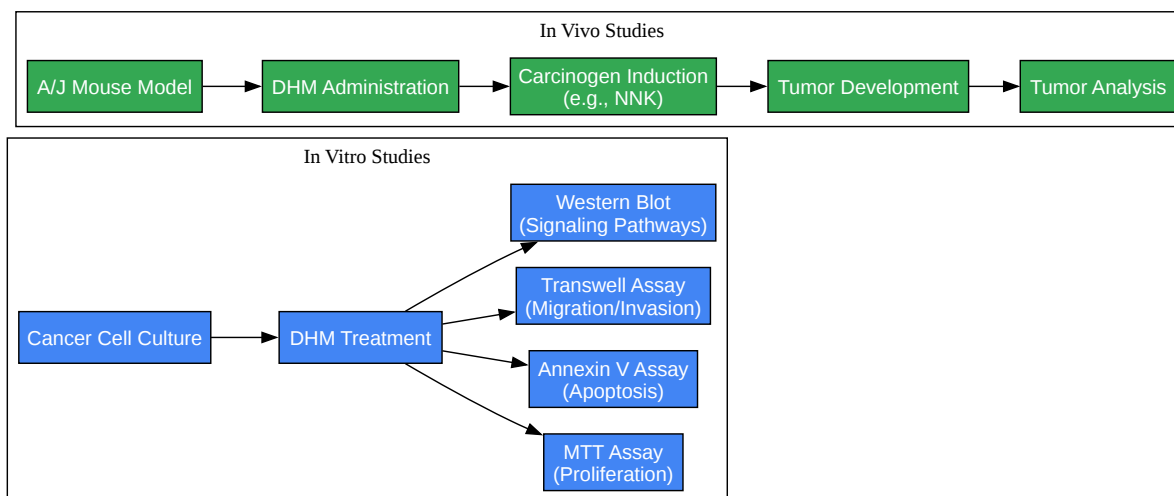 In Vivo Studies
A/J Mouse Model
DHM Administration
Carcinogen Induction
(e.g., NNK)
Tumor Development
Tumor Analysis
In Vitro Studies
Cancer Cell Culture
DHM Treatment
Western Blot
(Signaling Pathways)
Transwell Assay
(Migration/Invasion)
Annexin V Assay
(Apoptosis)
MTT Assay
(Proliferation)